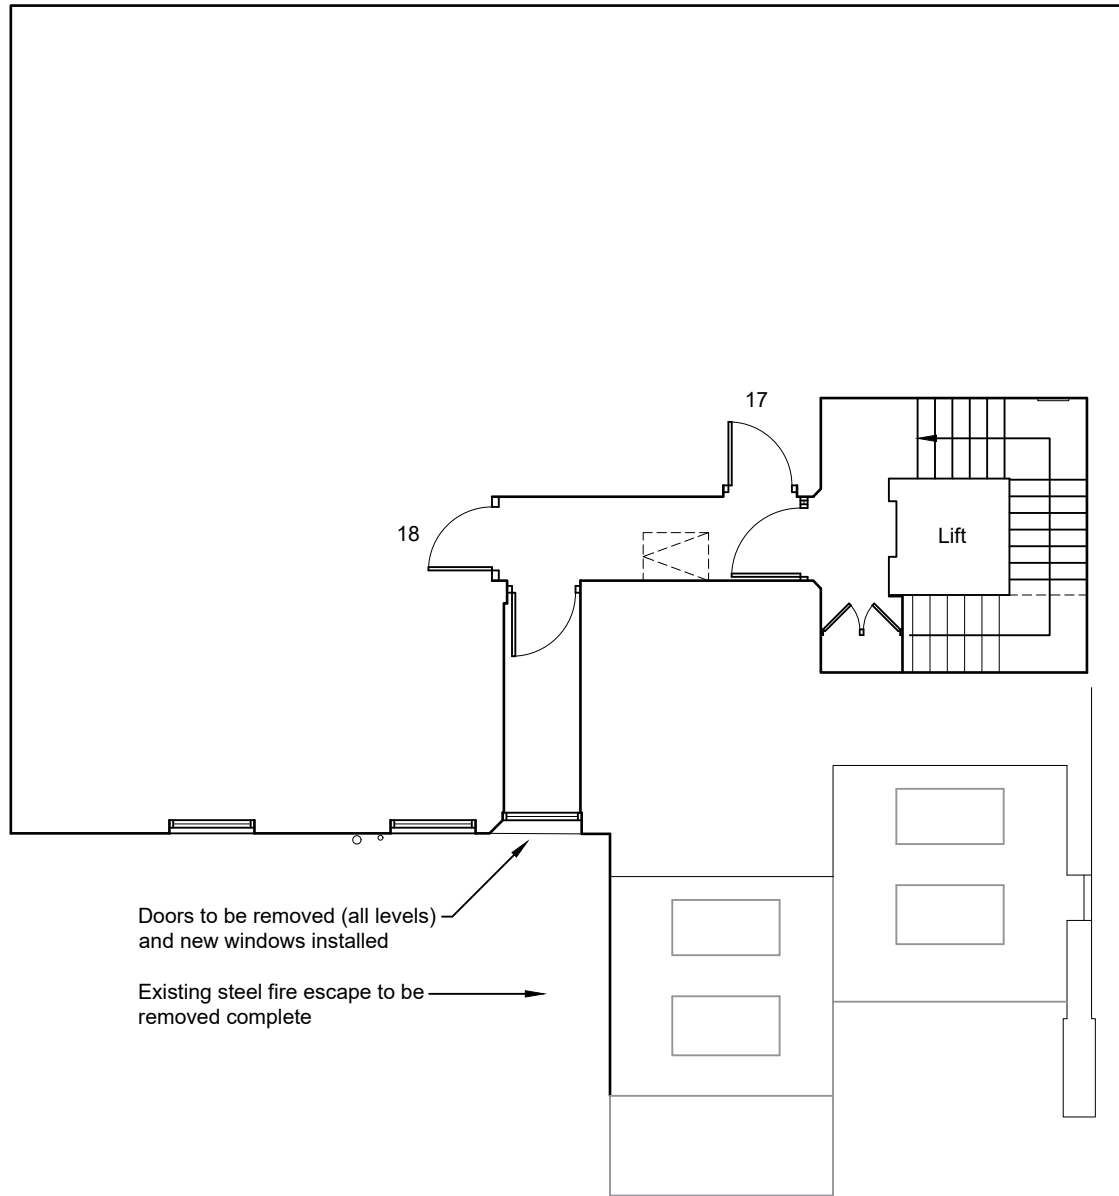 17
18
Lift
Doors to be removed (all levels)
and new windows installed
Existing steel fire escape to be
removed complete